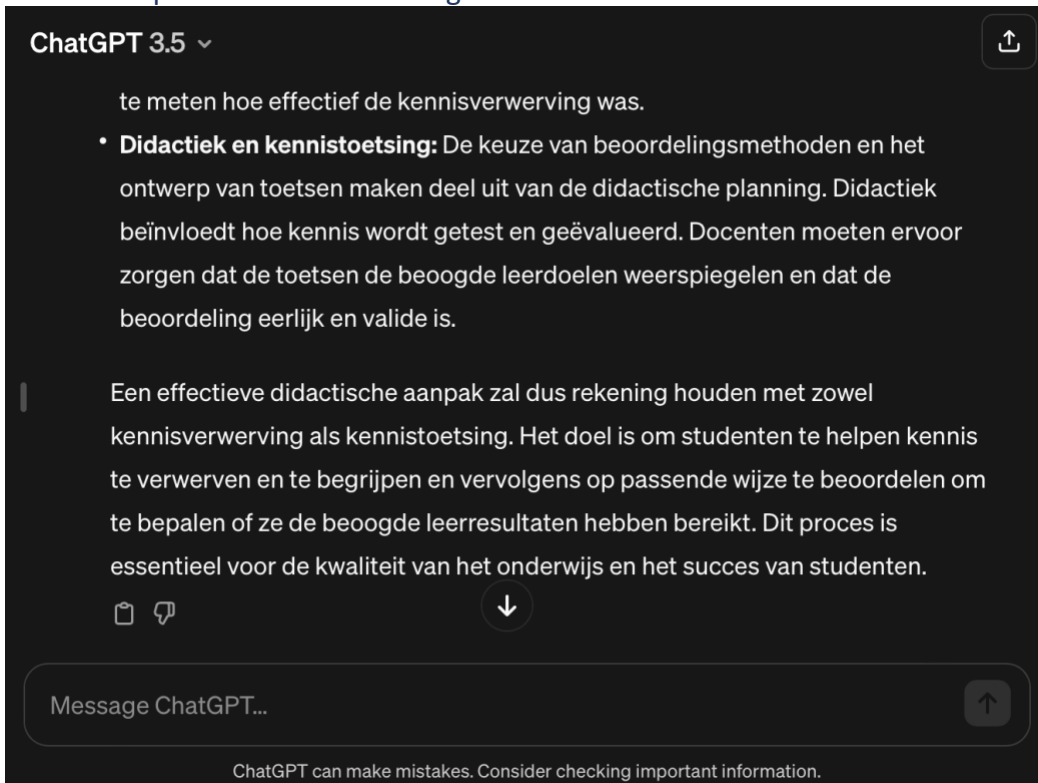 ChatGPT 3.5
te meten hoe effectief de kennisverwerving was.
• Didactiek en kennistoetsing: De keuze van beoordelingsmethoden en het
ontwerp van toetsen maken deel uit van de didactische planning. Didactiek
beïnvloedt hoe kennis wordt getest en geëvalueerd. Docenten moeten ervoor
zorgen dat de toetsen de beoogde leerdoelen weerspiegelen en dat de
beoordeling eerlijk en valide is.
Een effectieve didactische aanpak zal dus rekening houden met zowel
kennisverwerving als kennistoetsing. Het doel is om studenten te helpen kennis
te verwerven en te begrijpen en vervolgens op passende wijze te beoordelen om
te bepalen of ze de beoogde leerresultaten hebben bereikt. Dit proces is
essentieel voor de kwaliteit van het onderwijs en het succes van studenten.
Message ChatGPT...
ChatGPT can make mistakes. Consider checking important information.